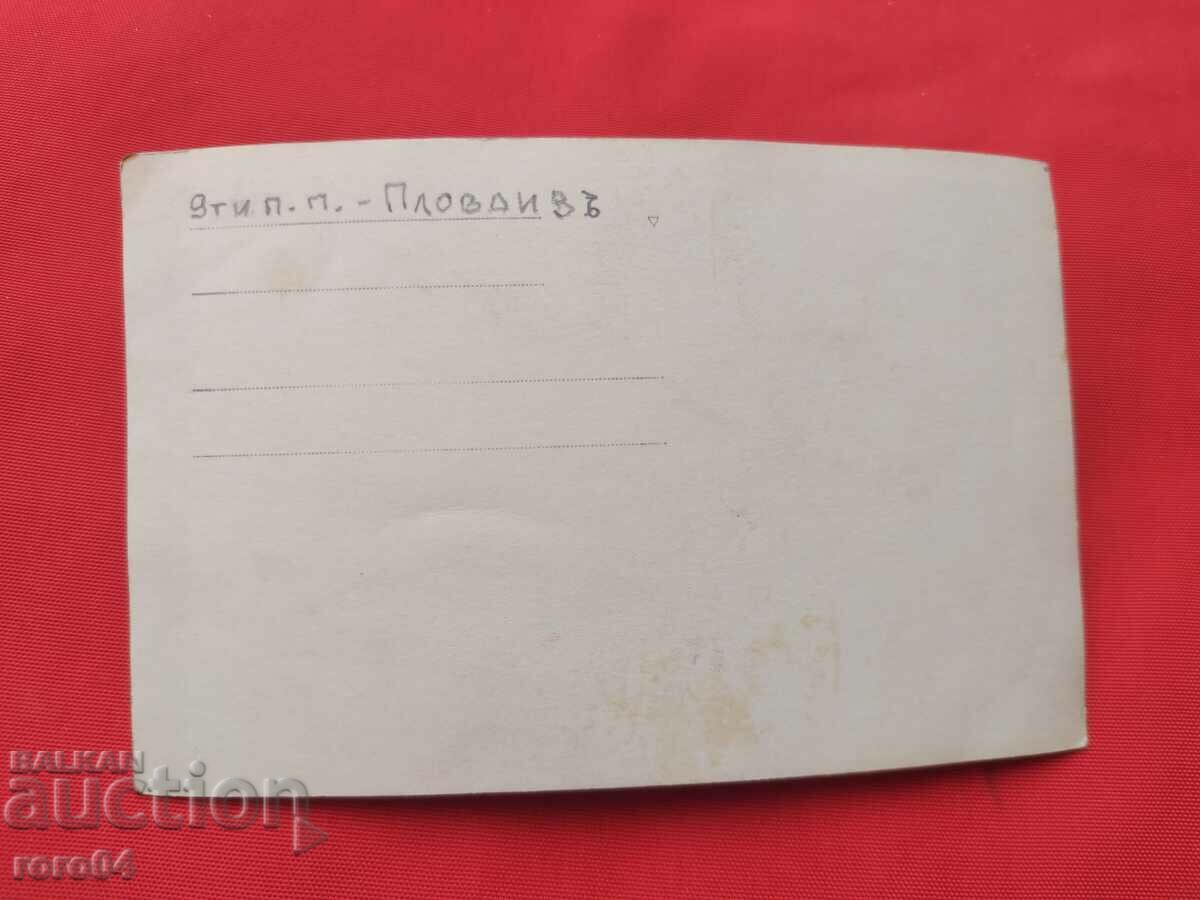 9ти п. п. - Пловдивъ
BALKAN
auction
roro04